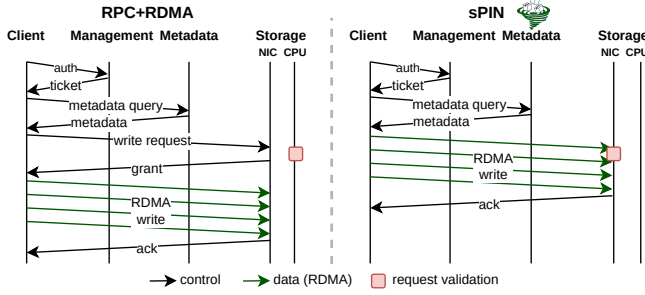 RPC+RDMA
Client Management Metadata Storage
NIC CPU
auth
ticket
metadata query
metadata
write request
grant
RDMA
write
ack
sPIN
Client Management Metadata Storage
NIC CPU
auth
ticket
metadata query
metadata
RDMA
write
ack
control data (RDMA) request validation